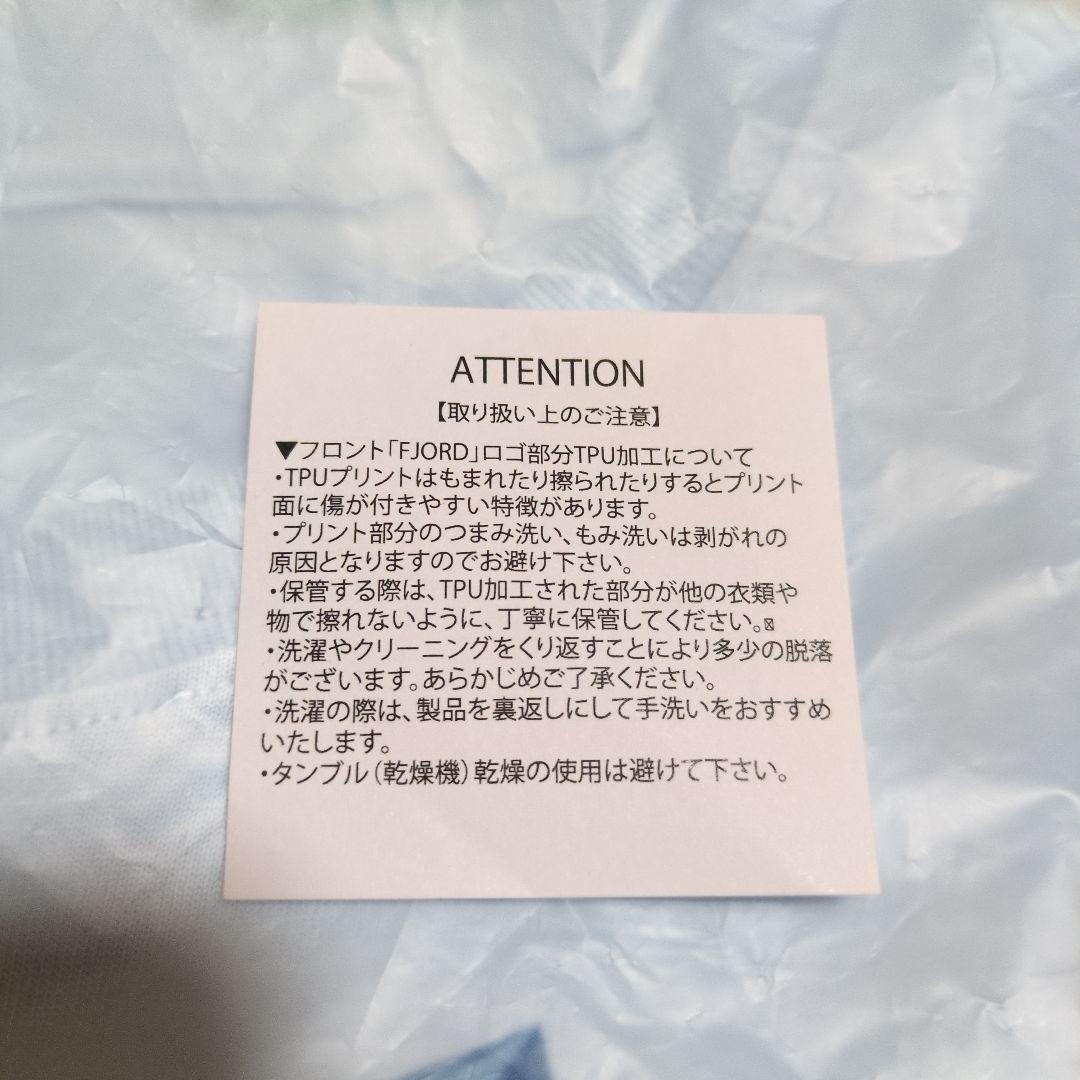 ATTENTION
【取り扱い上のご注意】
▼フロント「FJORD」ロゴ部分TPU加工について
・TPUプリントはもまれたり擦られたりするとプリント
面に傷が付きやすい特徴があります。
・プリント部分のつまみ洗い、もみ洗いは剥がれの
原因となりますのでお避け下さい。
・保管する際は、TPU加工された部分が他の衣類や
物で擦れないように、丁寧に保管してください。
・洗濯やクリーニングをくり返すことにより多少の脱落
がございます。あらかじめご了承ください。
・洗濯の際は、製品を裏返しにして手洗いをおすすめ
いたします。
・タンブル（乾燥機）乾燥の使用は避けて下さい。